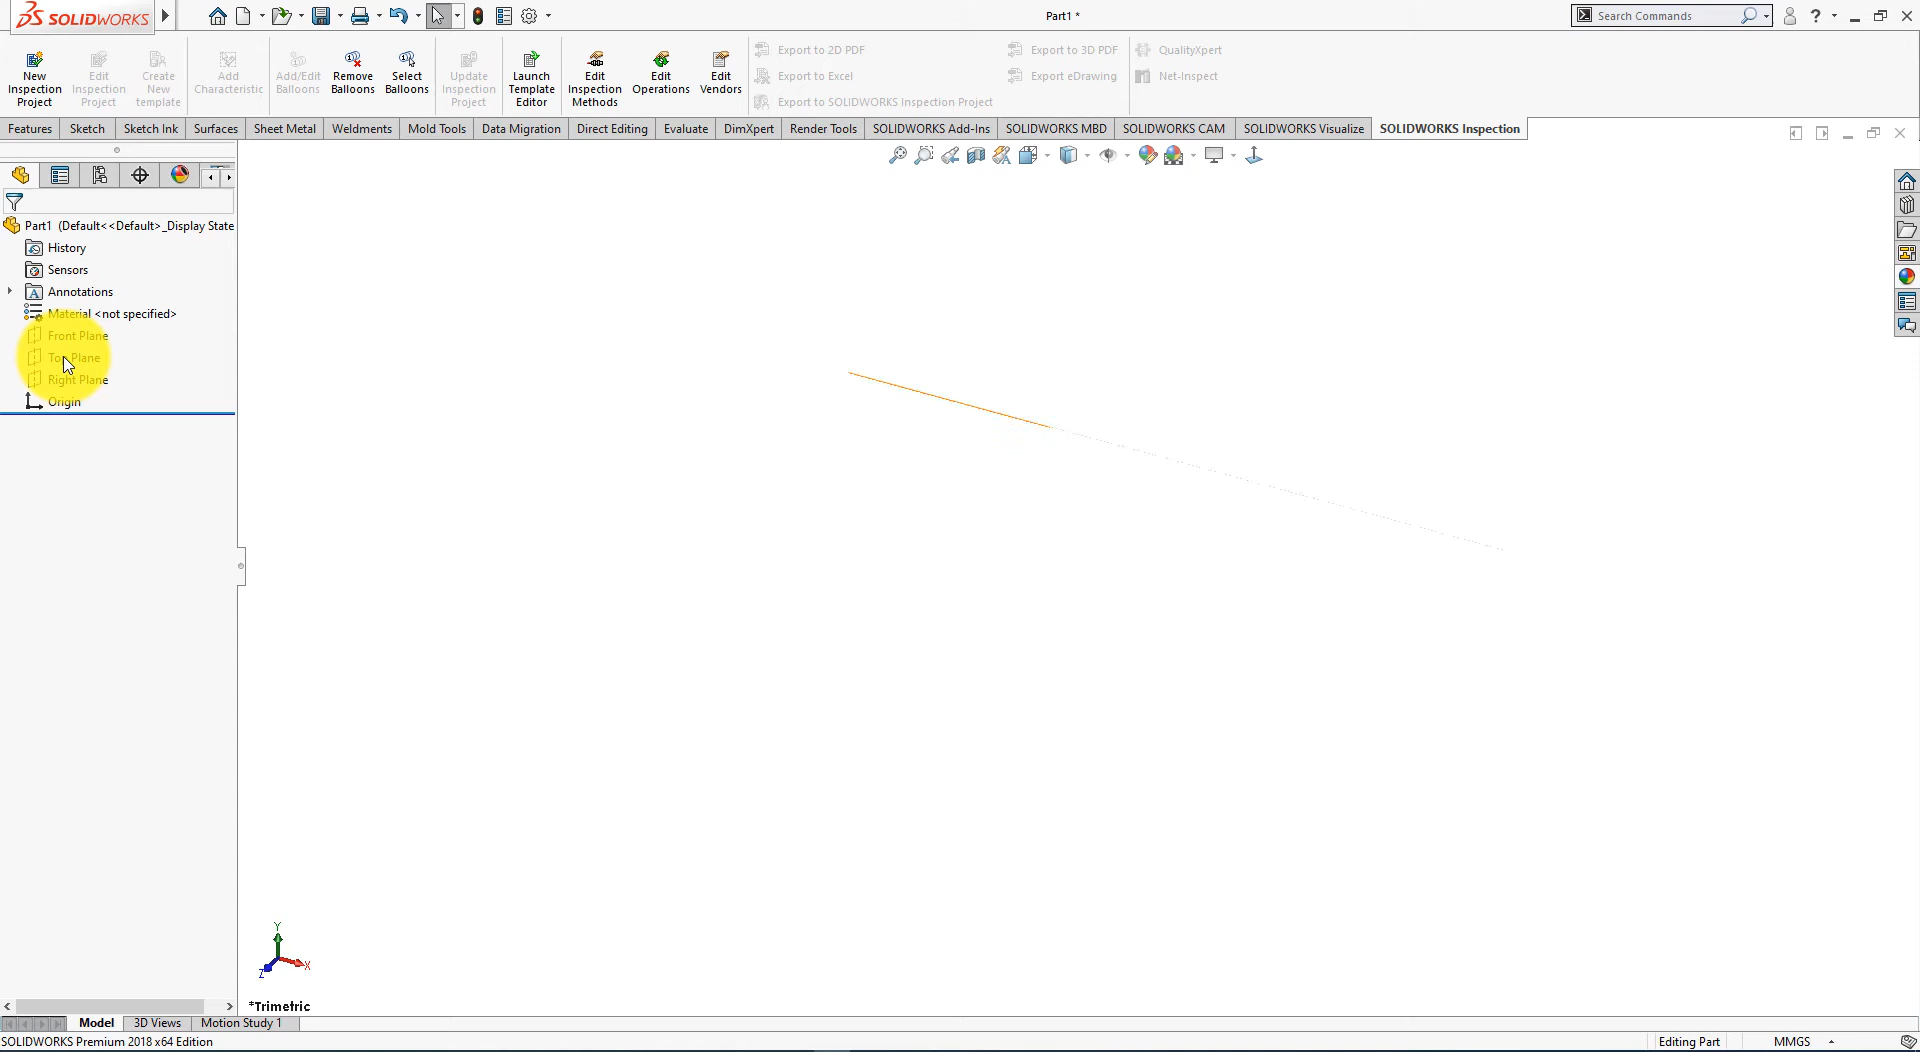 SOLIDWORKS
Part1 *
Search Commands
?
New Inspection Project
Edit Inspection Project
Create New template
Add Characteristic
Add/Edit Balloons
Remove Balloons
Select Balloons
Update Inspection Project
Launch Template Editor
Edit Inspection Methods
Edit Operations
Edit Vendors
Export to 2D PDF
Export to Excel
Export to SOLIDWORKS Inspection Project
Export to 3D PDF
Export eDrawing
QualityXpert
Net-Inspect
Features
Sketch
Sketch Ink
Surfaces
Sheet Metal
Weldments
Mold Tools
Data Migration
Direct Editing
Evaluate
DimXpert
Render Tools
SOLIDWORKS Add-Ins
SOLIDWORKS MBD
SOLIDWORKS CAM
SOLIDWORKS Visualize
SOLIDWORKS Inspection
Part1 (Default<<Default>_Display State
History
Sensors
Annotations
Material <not specified>
Front Plane
Top Plane
Right Plane
Origin
Y
X
Z
*Trimetric
Model
3D Views
Motion Study 1
SOLIDWORKS Premium 2018 x64 Edition
Editing Part
MMGS